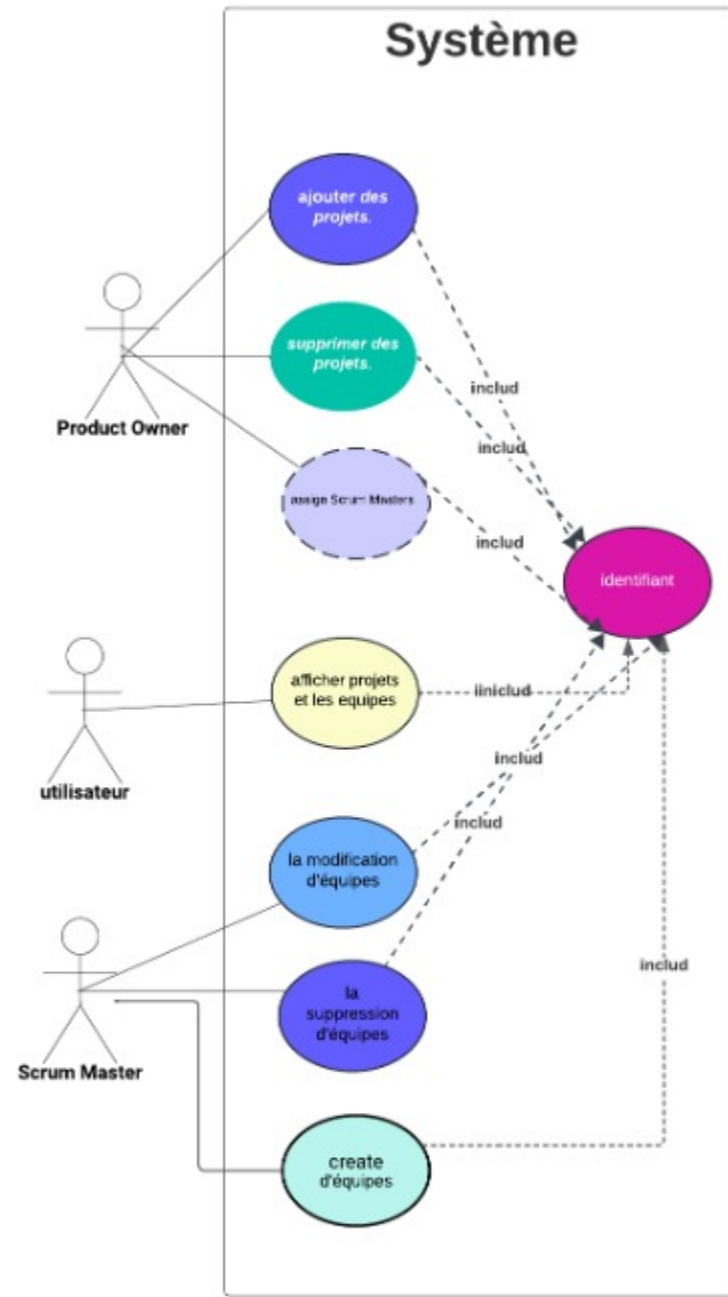 Système
ajouter des
projets.
supprimer des
projets.
Product Owner
includ
includ
assign Scrum Masters
includ
identifiant
afficher projets
et les equipes
iiniclud
utilisateur
includ
includ
la modification
d'équipes
includ
la
suppression
d'équipes
Scrum Master
create
d'équipes